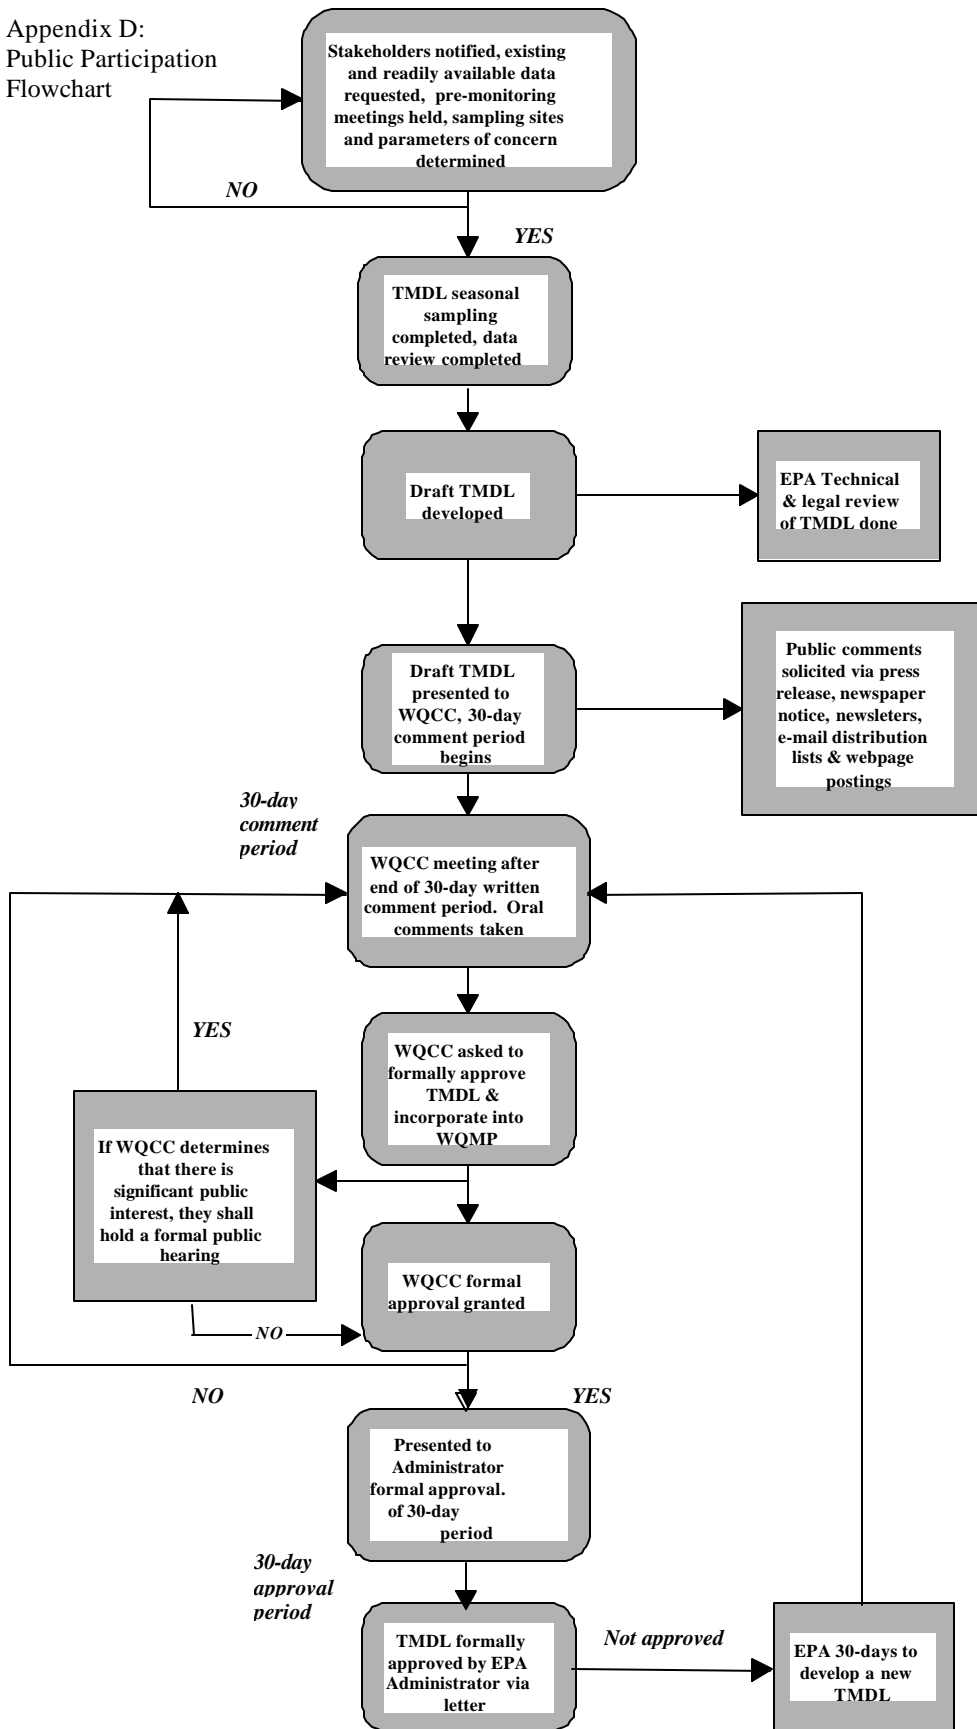 Appendix D:
Public Participation
Flowchart
Stakeholders notified, existing
and readily available data
requested, pre-monitoring
meetings held, sampling sites
and parameters of concern
determined
NO
YES
TMDL seasonal
sampling
completed, data
review completed
Draft TMDL
developed
EPA Technical
& legal review
of TMDL done
Draft TMDL
presented to
WQCC, 30-day
comment period
begins
Public comments
solicited via press
release, newspaper
notice, newsleters,
e-mail distribution
lists & webpage
postings
30-day
comment
period
WQCC meeting after
end of 30-day written
comment period. Oral
comments taken
YES
WQCC asked to
formally approve
TMDL &
incorporate into
WQMP
If WQCC determines
that there is
significant public
interest, they shall
hold a formal public
hearing
WQCC formal
approval granted
NO
NO
YES
Presented to
Administrator
formal approval.
of 30-day
period
30-day
approval
period
TMDL formally
approved by EPA
Administrator via
letter
Not approved
EPA 30-days to
develop a new
TMDL